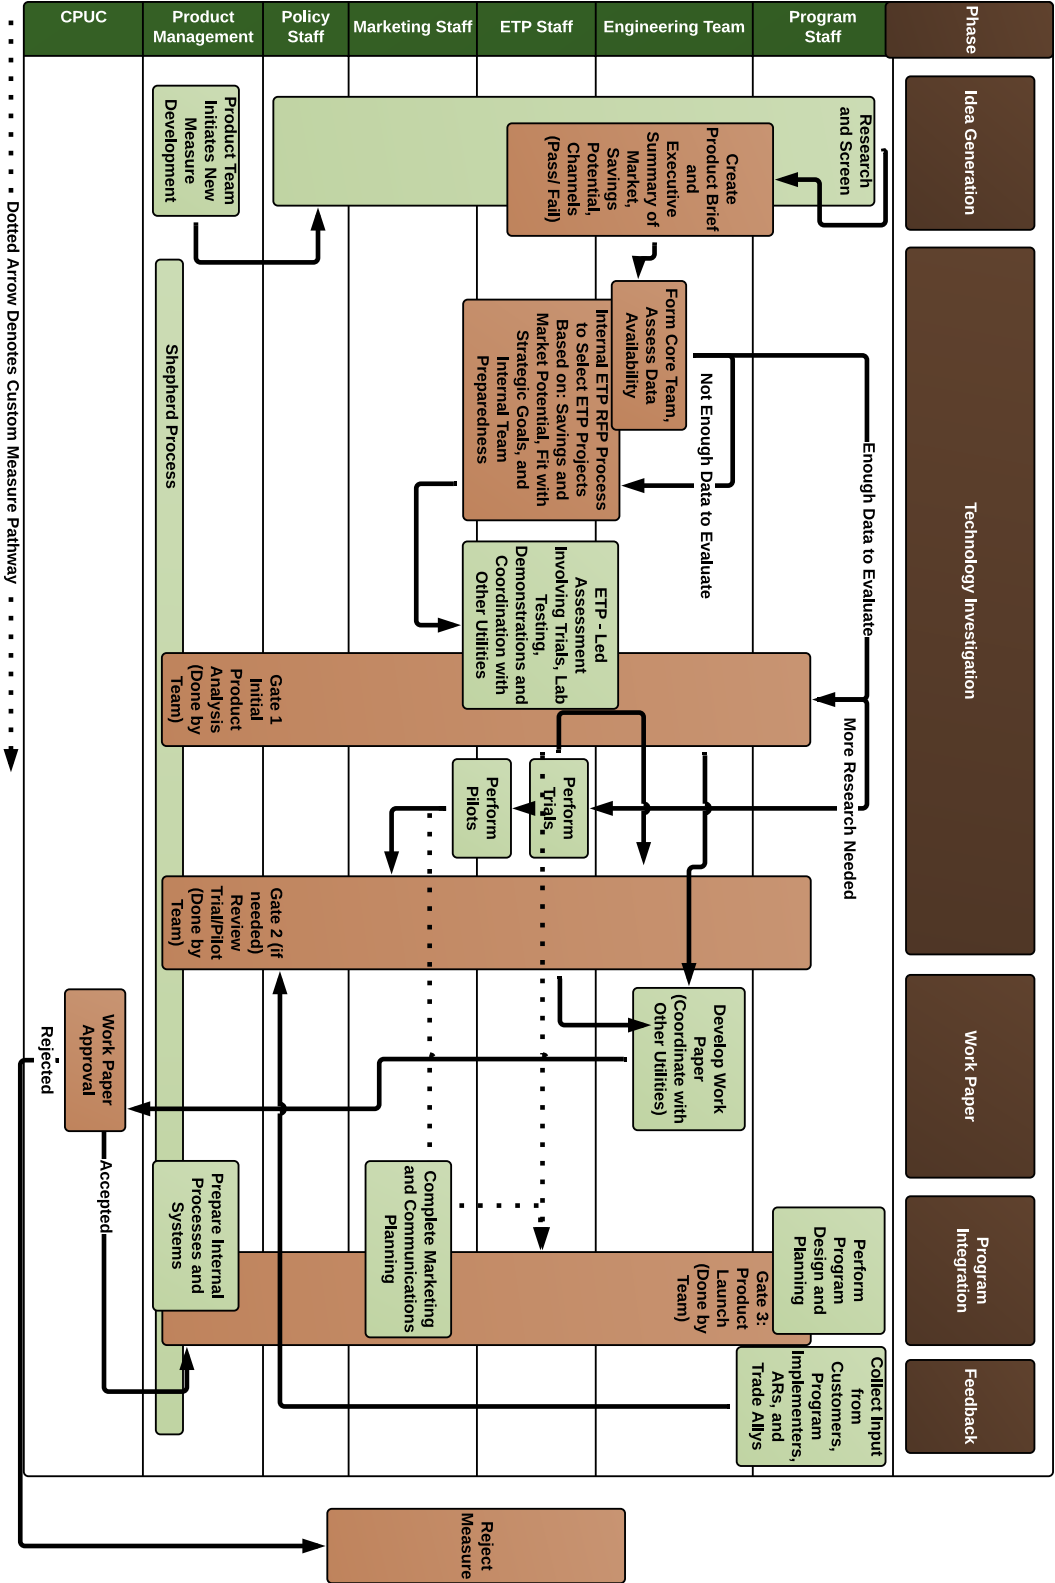 CPUC
Product
Management
Policy
Staff
Marketing Staff
ETP Staff
Engineering Team
Program
Staff
Phase
Idea Generation
Technology Investigation
Work Paper
Program
Integration
Feedback
Research
and Screen
Create
Product Brief
and
Executive
Summary of
Market,
Savings
Potential,
Channels
(Pass/ Fail)
Product Team
Initiates New
Measure
Development
Shepherd Process
Form Core Team,
Assess Data
Availability
Internal ETP RFP Process
to Select ETP Projects
Based on: Savings and
Market Potential, Fit with
Strategic Goals, and
Internal Team
Preparedness
Not Enough Data to Evaluate
Enough Data to Evaluate
ETP - Led
Assessment
Involving Trials, Lab
Testing,
Demonstrations and
Coordination with
Other Utilities
Gate 1
Initial
Product
Analysis
(Done by
Team)
More Research Needed
Perform
Trials
Perform
Pilots
Gate 2 (if
needed)
Review
Trial/Pilot
(Done by
Team)
Develop Work
Paper
(Coordinate with
Other Utilities)
Work Paper
Approval
Rejected
Accepted
Perform
Program
Design and
Planning
Complete Marketing
and Communications
Planning
Prepare Internal
Processes and
Systems
Gate 3:
Product
Launch
(Done by
Team)
Collect Input
from
Customers,
Program
Implementers,
ARs, and
Trade Allys
Reject
Measure
Dotted Arrow Denotes Custom Measure Pathway